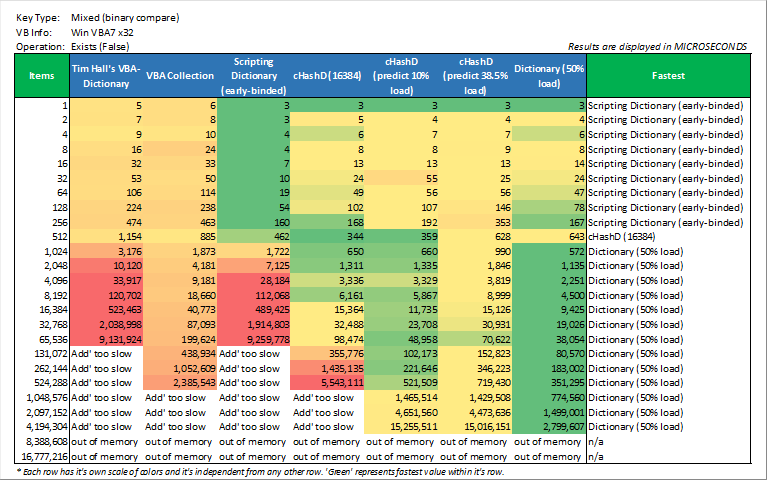 Key Type: Mixed (binary compare)
VB Info: Win VBA7 x32
Operation: Exists (False)
Results are displayed in MICROSECONDS
Items Tim Hall's VBA-Dictionary VBA Collection Scripting Dictionary (early-binded) cHashD (16384) cHashD (predict 10% load) cHashD (predict 38.5% load) Dictionary (50% load) Fastest
1 5 6 3 3 3 3 3 Scripting Dictionary (early-binded)
2 7 8 3 5 4 4 4 Scripting Dictionary (early-binded)
4 9 10 4 6 7 7 6 Scripting Dictionary (early-binded)
8 16 24 4 8 8 9 8 Scripting Dictionary (early-binded)
16 32 33 7 13 13 13 14 Scripting Dictionary (early-binded)
32 53 50 10 24 55 25 24 Scripting Dictionary (early-binded)
64 106 114 19 49 56 56 47 Scripting Dictionary (early-binded)
128 224 238 54 102 107 146 78 Scripting Dictionary (early-binded)
256 474 463 160 168 192 353 167 Scripting Dictionary (early-binded)
512 1,154 885 462 344 359 628 643 cHashD (16384)
1,024 3,176 1,873 1,722 650 660 990 572 Dictionary (50% load)
2,048 10,120 4,181 7,125 1,311 1,335 1,846 1,135 Dictionary (50% load)
4,096 33,917 9,181 28,184 3,336 3,329 3,819 2,251 Dictionary (50% load)
8,192 120,702 18,660 112,068 6,161 5,867 8,999 4,500 Dictionary (50% load)
16,384 523,463 40,773 489,425 15,364 11,735 15,126 9,425 Dictionary (50% load)
32,768 2,038,998 87,093 1,914,803 32,488 23,708 30,931 19,026 Dictionary (50% load)
65,536 9,131,924 199,624 9,259,778 98,474 48,958 70,622 38,054 Dictionary (50% load)
131,072 Add' too slow 438,934 Add' too slow 355,776 102,173 152,823 80,570 Dictionary (50% load)
262,144 Add' too slow 1,052,609 Add' too slow 1,435,135 221,646 346,223 183,002 Dictionary (50% load)
524,288 Add' too slow 2,385,543 Add' too slow 5,543,111 521,509 719,430 351,295 Dictionary (50% load)
1,048,576 Add' too slow Add' too slow Add' too slow Add' too slow 1,465,514 1,429,508 774,560 Dictionary (50% load)
2,097,152 Add' too slow Add' too slow Add' too slow Add' too slow 4,651,560 4,473,636 1,499,001 Dictionary (50% load)
4,194,304 Add' too slow Add' too slow Add' too slow Add' too slow 15,255,511 15,016,151 2,799,607 Dictionary (50% load)
8,388,608 out of memory out of memory out of memory out of memory out of memory out of memory out of memory n/a
16,777,216 out of memory out of memory out of memory out of memory out of memory out of memory out of memory n/a
* Each row has it's own scale of colors and it's independent from any other row. 'Green' represents fastest value within it's row.